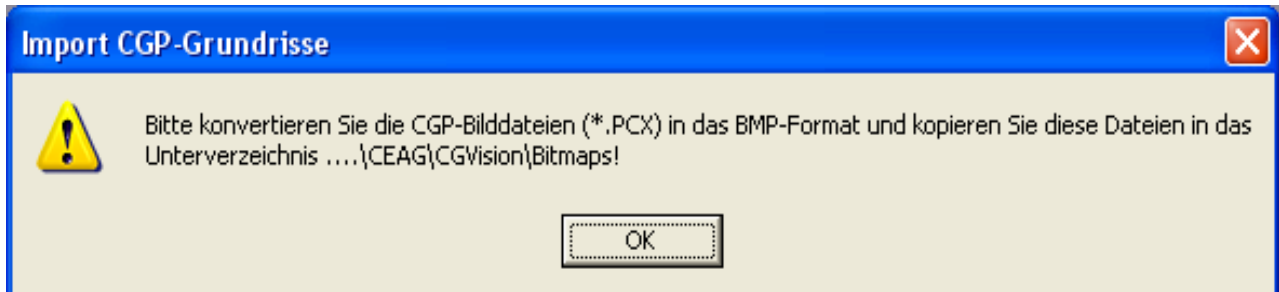 Import CGP-Grundrisse
Bitte konvertieren Sie die CGP-Bilddateien (*.PCX) in das BMP-Format und kopieren Sie diese Dateien in das
Unterverzeichnis ....\CEAG\CGVision\Bitmaps!
OK